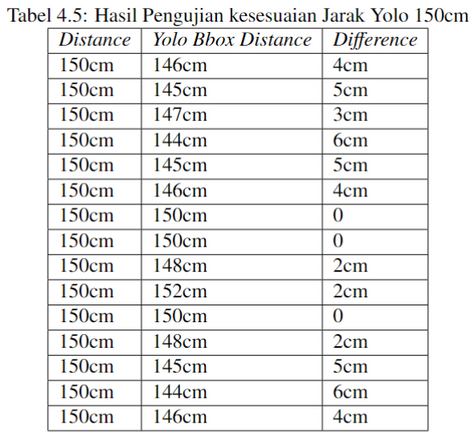 Tabel 4.5: Hasil Pengujian kesesuaian Jarak Yolo 150cm
Distance Yolo Bbox Distance Difference
150cm 146cm 4cm
150cm 145cm 5cm
150cm 147cm 3cm
150cm 144cm 6cm
150cm 145cm 5cm
150cm 146cm 4cm
150cm 150cm 0
150cm 150cm 0
150cm 148cm 2cm
150cm 152cm 2cm
150cm 150cm 0
150cm 148cm 2cm
150cm 145cm 5cm
150cm 144cm 6cm
150cm 146cm 4cm